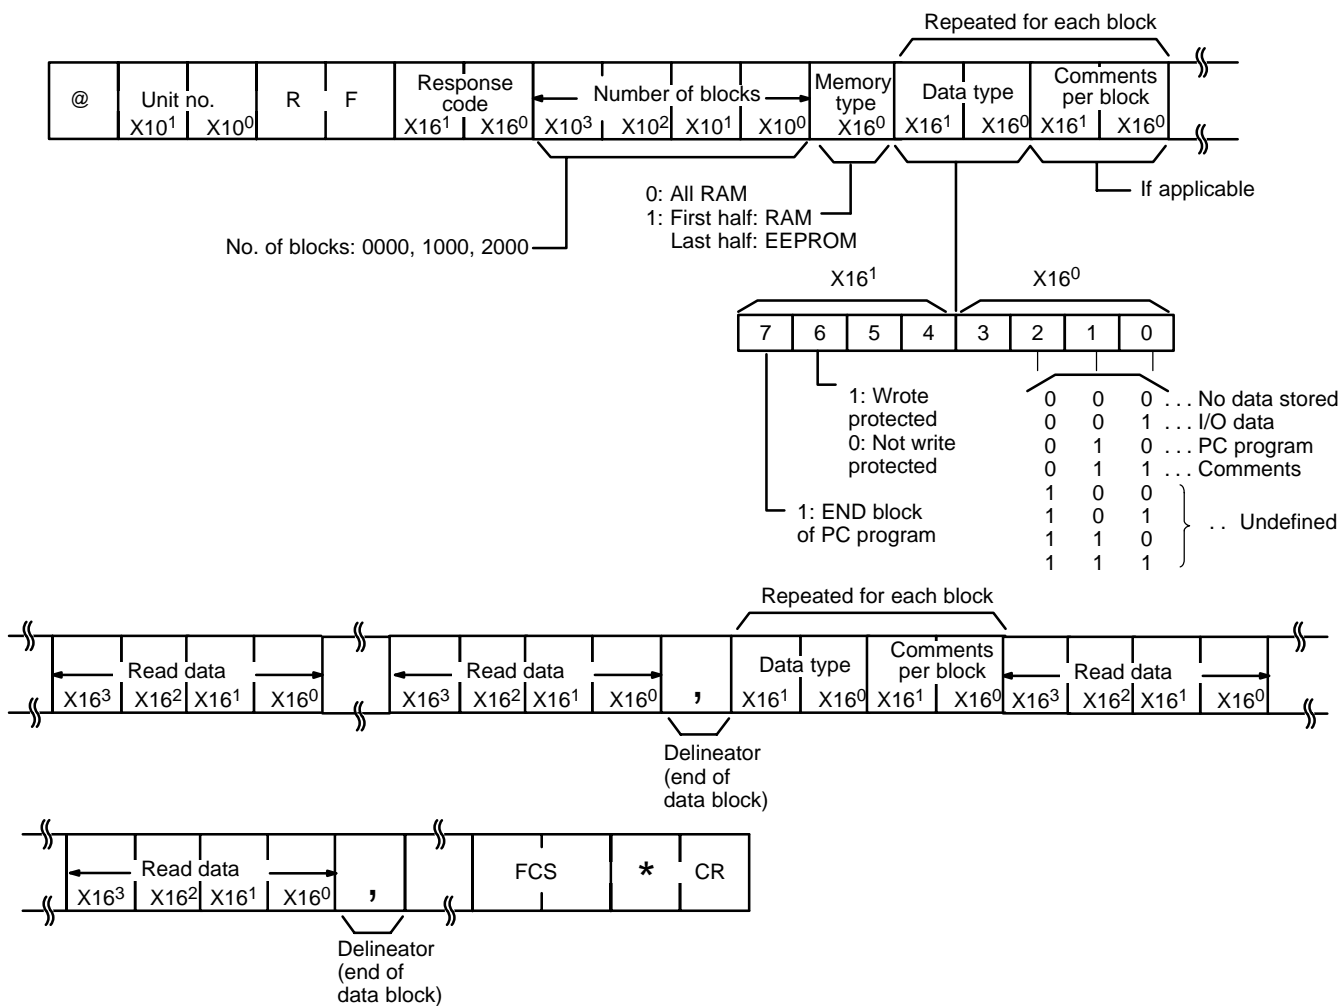 Repeated for each block
@ Unit no. R F Response code Number of blocks Memory type Data type Comments per block
X10¹ X10⁰ X16¹ X16⁰ X10³ X10² X10¹ X10⁰ X16⁰ X16¹ X16⁰ X16¹ X16⁰
If applicable
0: All RAM
1: First half: RAM
Last half: EEPROM
No. of blocks: 0000, 1000, 2000
X16¹ X16⁰
7 6 5 4 3 2 1 0
1: Wrote
protected
0: Not write
protected
1: END block
of PC program
0 0 0 . . . No data stored
0 0 1 . . . I/O data
0 1 0 . . . PC program
0 1 1 . . . Comments
1 0 0
1 0 1 . . Undefined
1 1 0
1 1 1
Repeated for each block
Read data Read data , Data type Comments per block Read data
X16³ X16² X16¹ X16⁰ X16³ X16² X16¹ X16⁰ X16¹ X16⁰ X16¹ X16⁰ X16³ X16² X16¹ X16⁰
Delineator
(end of
data block)
Read data , FCS * CR
X16³ X16² X16¹ X16⁰
Delineator
(end of
data block)